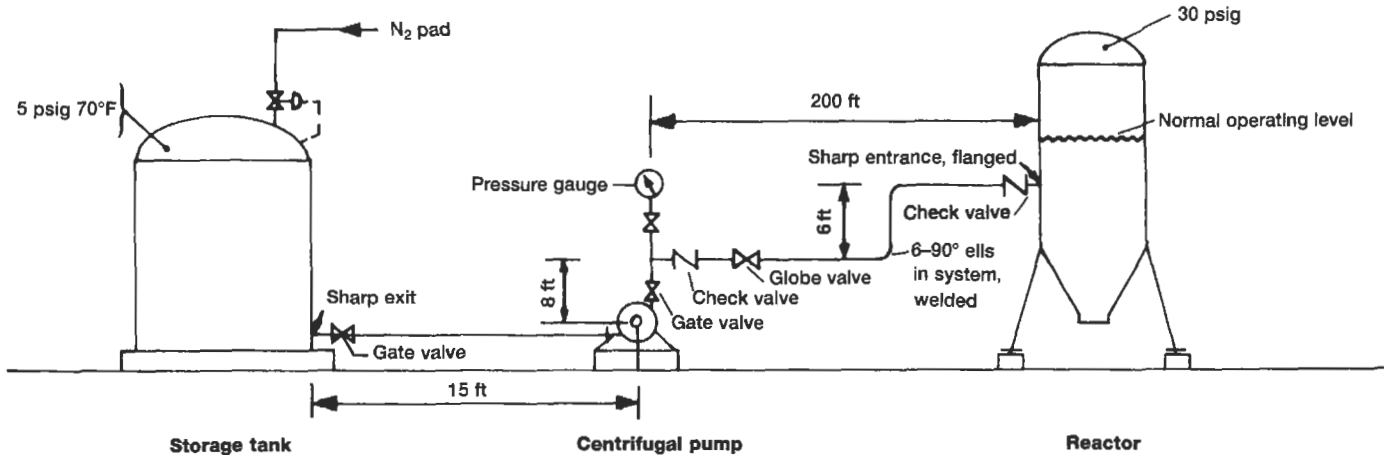 N₂ pad
5 psig 70°F
30 psig
200 ft
Normal operating level
Sharp entrance, flanged
Pressure gauge
Check valve
6 ft
6–90° ells
in system,
welded
Globe valve
Check valve
8 ft
Gate valve
Sharp exit
Gate valve
15 ft
Storage tank
Centrifugal pump
Reactor